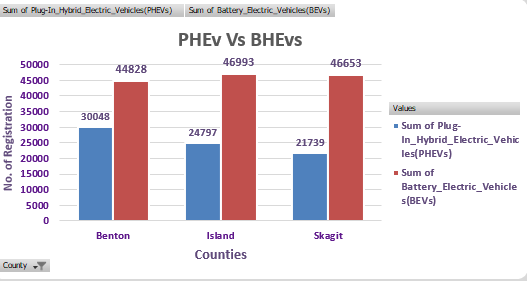 Sum of Plug-In_Hybrid_Electric_Vehicles(PHEVs) Sum of Battery_Electric_Vehicles(BEVs)
PHEv Vs BHEvs
No. of Registration
50000
45000
40000
35000
30000
25000
20000
15000
10000
5000
0
30048
44828
24797
46993
21739
46653
Benton Island Skagit
Counties
Values
Sum of Plug-
In_Hybrid_Electric_Vehic
les(PHEVs)
Sum of
Battery_Electric_Vehicle
s(BEVs)
County